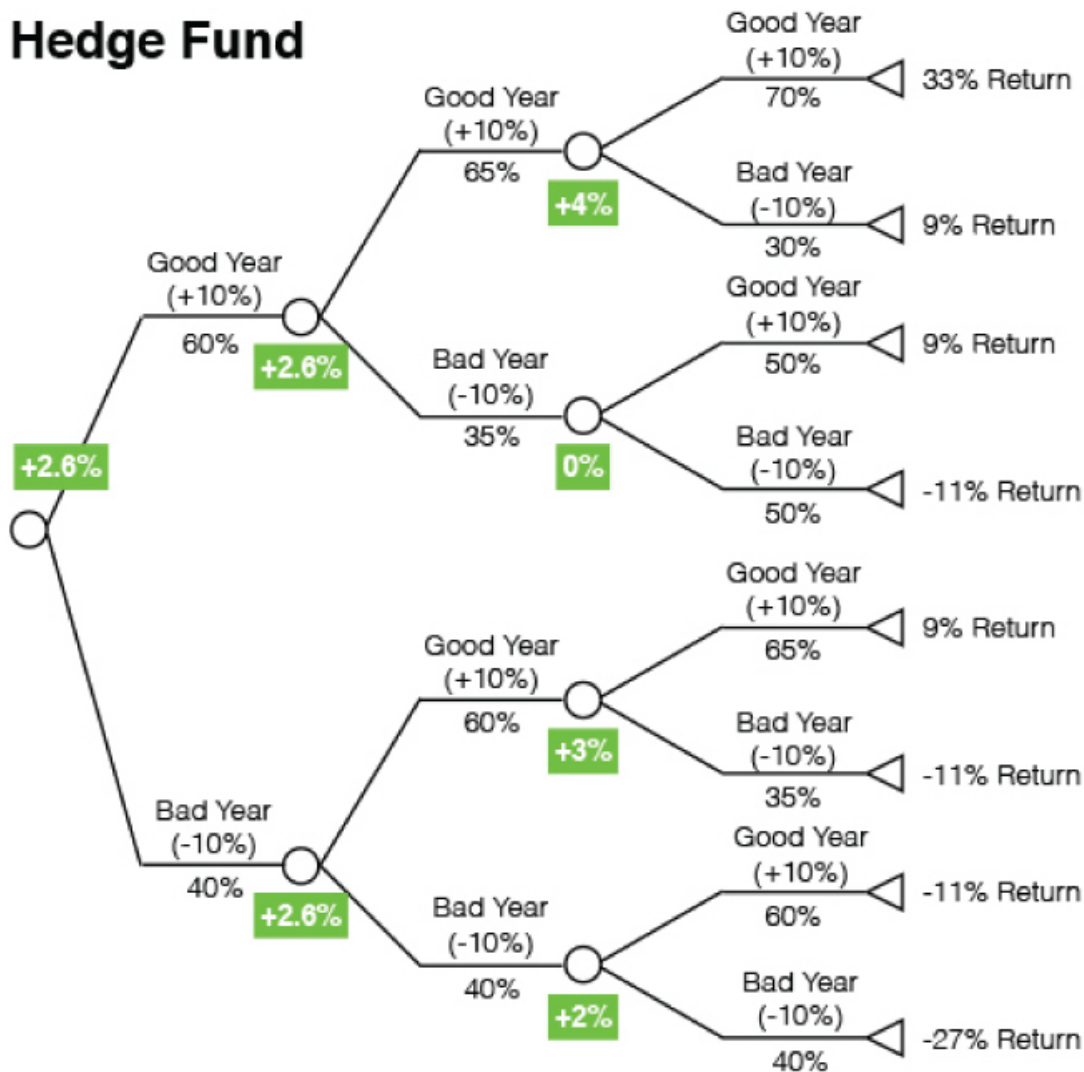 Hedge Fund
Good Year
(+10%)
70%
33% Return
Good Year
(+10%)
65%
+4%
Bad Year
(-10%)
30%
9% Return
Good Year
(+10%)
60%
+2.6%
Good Year
(+10%)
50%
9% Return
Bad Year
(-10%)
35%
0%
Bad Year
(-10%)
50%
-11% Return
+2.6%
Good Year
(+10%)
65%
9% Return
Good Year
(+10%)
60%
+3%
Bad Year
(-10%)
35%
-11% Return
Bad Year
(-10%)
40%
+2.6%
Good Year
(+10%)
60%
-11% Return
Bad Year
(-10%)
40%
+2%
Bad Year
(-10%)
40%
-27% Return